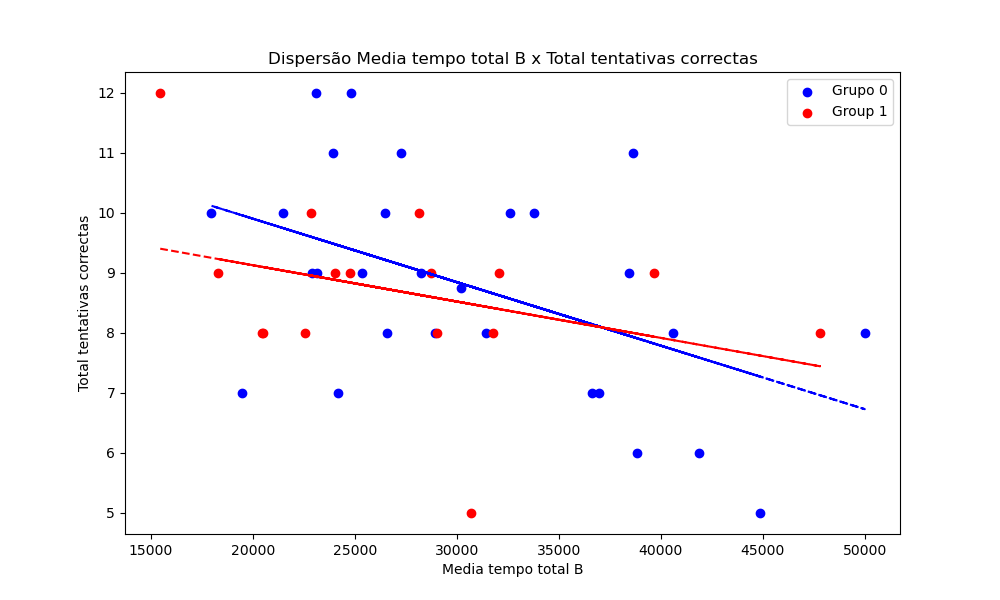 Dispersão Media tempo total B x Total tentativas correctas
Grupo 0
Group 1
Total tentativas correctas
12
11
10
9
8
7
6
5
15000 20000 25000 30000 35000 40000 45000 50000
Media tempo total B